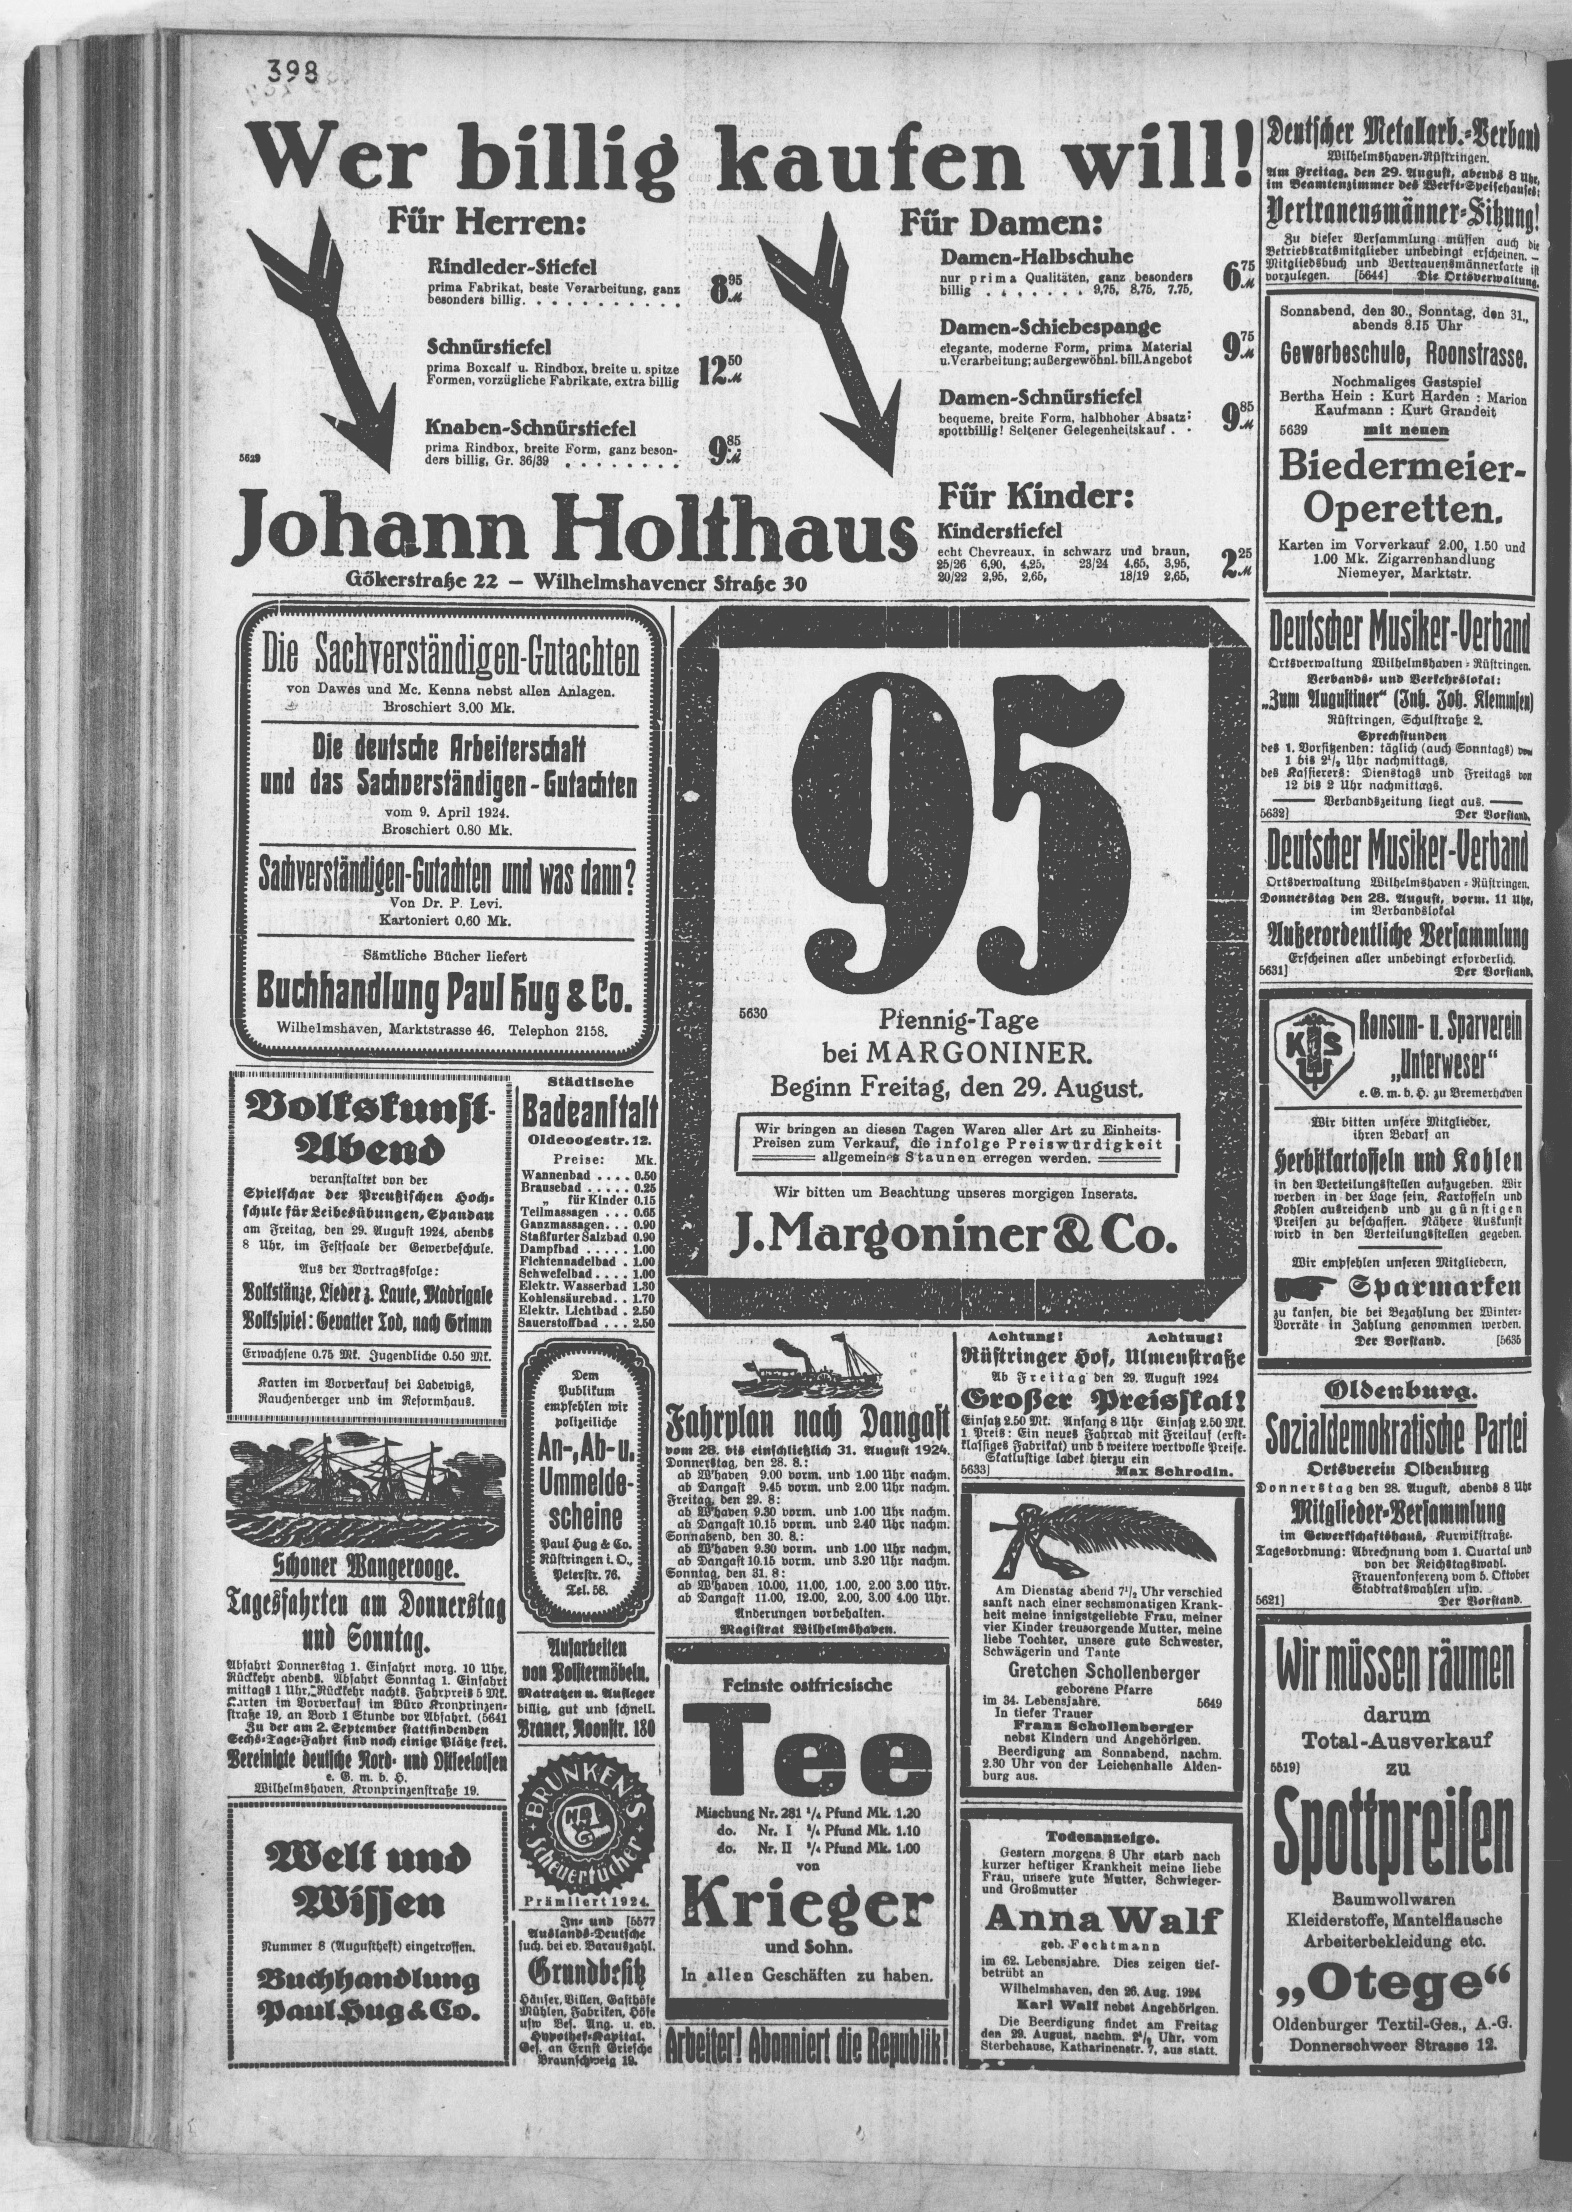 398
Wer billig kaufen will!
Für Herren:
Rindleder-Stiefel
prima Fabrikat, beste Verarbeitung, ganz
besonders billig. . . . . . . . . . . . 8⁹⁵ M
Schnürstiefel
prima Boxcalf u. Rindbox, breite u. spitze
Formen, vorzügliche Fabrikate, extra billig 12⁵⁰ M
Knaben-Schnürstiefel
prima Rindbox, breite Form, ganz beson-
ders billig, Gr. 36/39 . . . . . . . . 9⁸⁵ M
5629
Für Damen:
Damen-Halbschuhe
nur prima Qualitäten, ganz besonders
billig . . . . . . . 9,75, 8,75, 7.75, 6⁷⁵ M
Damen-Schiebespange
elegante, moderne Form, prima Material
u.Verarbeitung; außergewöhnl. bill.Angebot 9⁷⁵ M
Damen-Schnürstiefel
bequeme, breite Form, halbhoher Absatz:
spottbillig! Seltener Gelegenheitskauf . . 9⁸⁵ M
Für Kinder:
Kinderstiefel
echt Chevreaux, in schwarz und braun,
25/26 6,90, 4,25, 23/24 4,65, 3,95,
20/22 2,95, 2,65, 18/19 2,65, 2²⁵ M
Johann Holthaus
Gökerstraße 22 — Wilhelmshavener Straße 30
Die Sachverständigen-Gutachten
von Dawes und Mc. Kenna nebst allen Anlagen.
Broschiert 3.00 Mk.
Die deutsche Arbeiterschaft
und das Sachverständigen-Gutachten
vom 9. April 1924.
Broschiert 0.80 Mk.
Sachverständigen-Gutachten und was dann?
Von Dr. P. Levi.
Kartoniert 0.60 Mk.
Sämtliche Bücher liefert
Buchhandlung Paul Hug & Co.
Wilhelmshaven, Marktstrasse 46. Telephon 2158.
Volkskunst-
Abend
veranstaltet von der
Spielschar der Preußischen Hoch-
schule für Leibesübungen, Spandau
am Freitag, den 29. August 1924, abends
8 Uhr, im Festsaale der Gewerbeschule.
Aus der Vortragsfolge:
Volkstänze, Lieder z. Laute, Madrigale
Volksspiel: Gevatter Tod, nach Grimm
Erwachsene 0.75 Mk. Jugendliche 0.50 Mk.
Karten im Vorverkauf bei Ladewigs,
Rauchenberger und im Reformhaus.
Schoner Wangerooge.
Tagesfahrten am Donnerstag
und Sonntag.
Abfahrt Donnerstag 1. Einfahrt morg. 10 Uhr,
Rückkehr abends. Abfahrt Sonntag 1. Einfahrt
mittags 1 Uhr, Rückkehr nachts. Fahrpreis 5 Mk.
Karten im Vorverkauf im Büro Kronprinzen-
straße 19, an Bord 1 Stunde vor Abfahrt. (5641
Zu der am 2. September stattfindenden
Sechs-Tage-Fahrt sind noch einige Plätze frei.
Vereinigte deutsche Nord- und Ostseelotsen
e. G. m. b. H.
Wilhelmshaven, Kronprinzenstraße 19.
Welt und
Wissen
Nummer 8 (Augustheft) eingetroffen.
Buchhandlung
Paul Hug & Co.
Städtische
Badeanstalt
Oldeoogestr. 12.
Preise: Mk.
Wannenbad . . . . 0.50
Brausebad . . . . . 0.25
„ für Kinder 0.15
Teilmassagen . . . 0.65
Ganzmassagen. . . 0.90
Staßfurter Salzbad 0.90
Dampfbad . . . . . 1.00
Fichtennadelbad . 1.00
Schwefelbad . . . . 1.00
Elektr. Wasserbad 1.30
Kohlensäurebad. . 1.70
Elektr. Lichtbad . 2.50
Sauerstoffbad . . . 2.50
Dem
Publikum
empfehlen wir
polizeiliche
An-, Ab- u.
Ummelde-
scheine
Paul Hug & Co.
Rüstringen i. O.,
Peterstr. 76.
Tel. 58.
Aufarbeiten
von Polstermöbeln.
Matratzen u. Aufleger
billig, gut und schnell.
Brauer, Roonstr. 180
BRUNKEN'S
Scheuertücher
Prämiiert 1924.
In- und [5577
Auslands-Deutsche
such. bei ev. Barauszahl.
Grundbesitz
Häuser, Villen, Gasthöfe
Mühlen, Fabriken, Höfe
usw Bes. Ang. u. ev.
Hypothek-Kapital.
Ges. an Ernst Griesche
Braunschweig 19.
95
5630
Pfennig-Tage
bei MARGONINER.
Beginn Freitag, den 29. August.
Wir bringen an diesen Tagen Waren aller Art zu Einheits-
Preisen zum Verkauf, die infolge Preiswürdigkeit
allgemeines Staunen erregen werden.
Wir bitten um Beachtung unseres morgigen Inserats.
J. Margoniner & Co.
Fahrplan nach Dangast
vom 28. bis einschließlich 31. August 1924.
Donnerstag, den 28. 8.:
ab W'haven 9.00 vorm. und 1.00 Uhr nachm.
ab Dangast 9.45 vorm. und 2.00 Uhr nachm.
Freitag, den 29. 8:
ab W'haven 9.30 vorm. und 1.00 Uhr nachm.
ab Dangast 10.15 vorm. und 2.40 Uhr nachm.
Sonnabend, den 30. 8.:
ab W'haven 9.30 vorm. und 1.00 Uhr nachm.
ab Dangast 10.15 vorm. und 3.20 Uhr nachm.
Sonntag, den 31. 8:
ab W'haven 10.00, 11.00, 1.00, 2.00 3.00 Uhr.
ab Dangast 11.00, 12.00, 2.00, 3.00 4.00 Uhr.
Änderungen vorbehalten.
Magistrat Wilhelmshaven.
Feinste ostfriesische
Tee
Mischung Nr. 281 ¼ Pfund Mk. 1.20
do. Nr. I ¼ Pfund Mk. 1.10
do. Nr. II ¼ Pfund Mk. 1.00
von
Krieger
und Sohn.
In allen Geschäften zu haben.
Arbeiter! Abonniert die Republik!
Achtung! Achtung!
Rüstringer Hof, Ulmenstraße
Ab Freitag den 29. August 1924
Großer Preisskat!
Einsatz 2.50 Mk. Anfang 8 Uhr Einsatz 2.50 Mk.
1. Preis: Ein neues Fahrrad mit Freilauf (erst-
klassiges Fabrikat) und 5 weitere wertvolle Preise.
Skatlustige ladet hierzu ein
5633) Max Schrodin.
Am Dienstag abend 7½ Uhr verschied
sanft nach einer sechsmonatigen Krank-
heit meine innigstgeliebte Frau, meiner
vier Kinder treusorgende Mutter, meine
liebe Tochter, unsere gute Schwester,
Schwägerin und Tante
Gretchen Schollenberger
geborene Pfarre
im 34. Lebensjahre. 5649
In tiefer Trauer
Franz Schollenberger
nebst Kindern und Angehörigen.
Beerdigung am Sonnabend, nachm.
2.30 Uhr von der Leichenhalle Alden-
burg aus.
Todesanzeige.
Gestern morgens 8 Uhr starb nach
kurzer heftiger Krankheit meine liebe
Frau, unsere gute Mutter, Schwieger-
und Großmutter
Anna Walf
geb. Fechtmann
im 62. Lebensjahre. Dies zeigen tief-
betrübt an
Wilhelmshaven, den 26. Aug. 1924
Karl Walf nebst Angehörigen.
Die Beerdigung findet am Freitag
den 29. August, nachm. 2½ Uhr, vom
Sterbehause, Katharinenstr. 7, aus statt.
Deutscher Metallarb.-Verband
Wilhelmshaven-Rüstringen.
Am Freitag, den 29. August, abends 8 Uhr,
im Beamtenzimmer des Werft-Speisehauses:
Vertrauensmänner-Sitzung!
Zu dieser Versammlung müssen auch die
Betriebsratsmitglieder unbedingt erscheinen. —
Mitgliedsbuch und Vertrauensmännerkarte ist
vorzulegen. [5644] Die Ortsverwaltung.
Sonnabend, den 30., Sonntag, den 31.,
abends 8.15 Uhr
Gewerbeschule, Roonstrasse.
Nochmaliges Gastspiel
Bertha Hein : Kurt Harden : Marion
Kaufmann : Kurt Grandeit
5639 mit neuen
Biedermeier-
Operetten.
Karten im Vorverkauf 2.00, 1.50 und
1.00 Mk. Zigarrenhandlung
Niemeyer, Marktstr.
Deutscher Musiker-Verband
Ortsverwaltung Wilhelmshaven-Rüstringen.
Verbands- und Verkehrslokal:
„Zum Augustiner“ (Inh. Joh. Klemmsen)
Rüstringen, Schulstraße 2.
Sprechstunden
des 1. Vorsitzenden: täglich (auch Sonntags) von
1 bis 2½ Uhr nachmittags,
des Kassierers: Dienstags und Freitags von
12 bis 2 Uhr nachmittags.
Verbandszeitung liegt aus.
5632] Der Vorstand.
Deutscher Musiker-Verband
Ortsverwaltung Wilhelmshaven-Rüstringen.
Donnerstag den 28. August, vorm. 11 Uhr,
im Verbandslokal
Außerordentliche Versammlung
Erscheinen aller unbedingt erforderlich.
5631] Der Vorstand.
KS
Konsum- u. Sparverein
„Unterweser“
e. G. m. b. H. zu Bremerhaven
Wir bitten unsere Mitglieder,
ihren Bedarf an
Herbstkartoffeln und Kohlen
in den Verteilungsstellen aufzugeben. Wir
werden in der Lage sein, Kartoffeln und
Kohlen ausreichend und zu günstigen
Preisen zu beschaffen. Nähere Auskunft
wird in den Verteilungsstellen gegeben.
Wir empfehlen unseren Mitgliedern,
Sparmarken
zu kaufen, die bei Bezahlung der Winter-
Vorräte in Zahlung genommen werden.
Der Vorstand. [5635
Oldenburg.
Sozialdemokratische Partei
Ortsverein Oldenburg
Donnerstag den 28. August, abends 8 Uhr
Mitglieder-Versammlung
im Gewerkschaftshaus, Kurwikstraße.
Tagesordnung: Abrechnung vom 1. Quartal und
von der Reichstagswahl.
Frauenkonferenz vom 5. Oktober
Stadtratswahlen usw.
5621] Der Vorstand.
Wir müssen räumen
darum
Total-Ausverkauf
5519) zu
Spottpreisen
Baumwollwaren
Kleiderstoffe, Mantelflausche
Arbeiterbekleidung etc.
„Otege“
Oldenburger Textil-Ges., A.-G.
Donnerschweer Strasse 12.